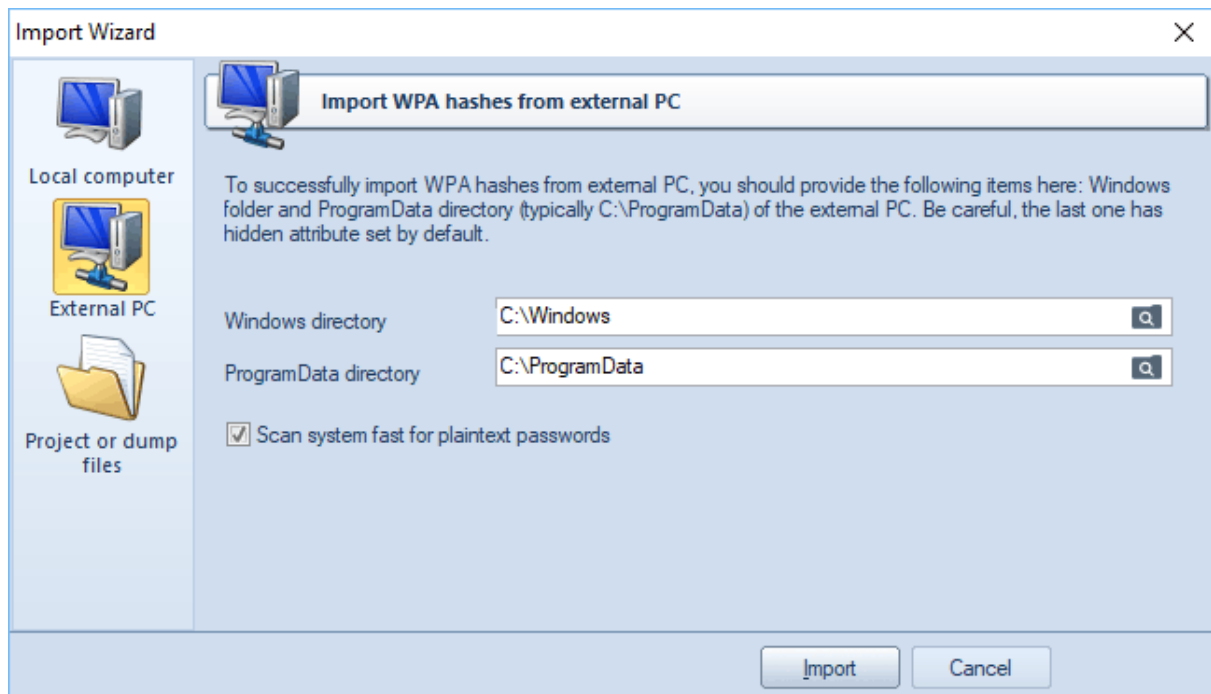 Import Wizard
Local computer
External PC
Project or dump
files
Import WPA hashes from external PC
To successfully import WPA hashes from external PC, you should provide the following items here: Windows
folder and ProgramData directory (typically C:\ProgramData) of the external PC. Be careful, the last one has
hidden attribute set by default.
Windows directory
C:\Windows
ProgramData directory
C:\ProgramData
Scan system fast for plaintext passwords
Import
Cancel